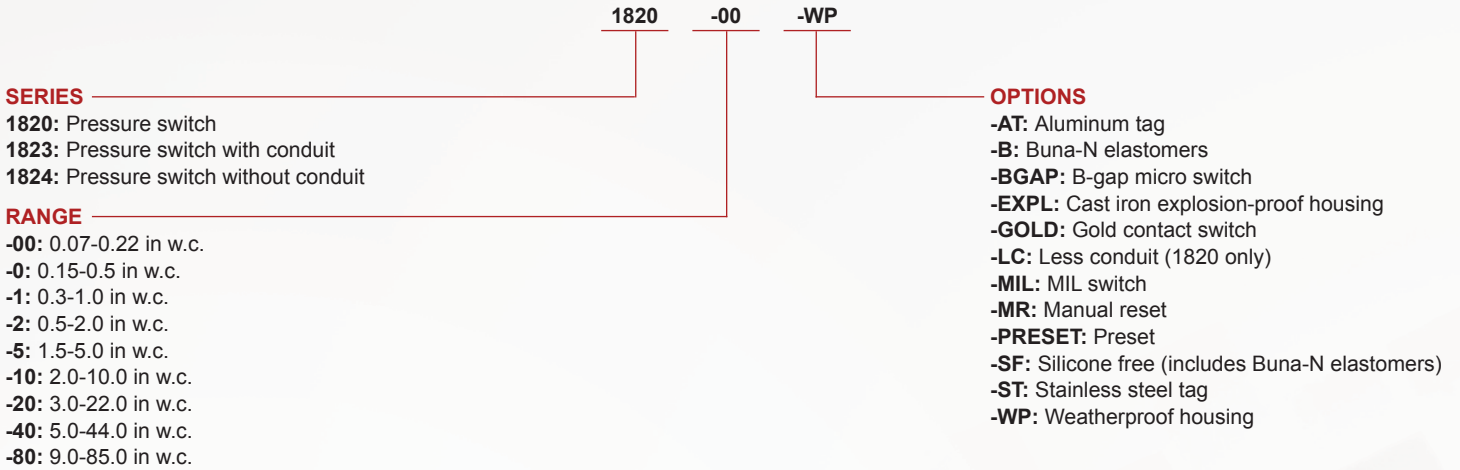 1820 -00 -WP
SERIES
1820: Pressure switch
1823: Pressure switch with conduit
1824: Pressure switch without conduit
RANGE
-00: 0.07-0.22 in w.c.
-0: 0.15-0.5 in w.c.
-1: 0.3-1.0 in w.c.
-2: 0.5-2.0 in w.c.
-5: 1.5-5.0 in w.c.
-10: 2.0-10.0 in w.c.
-20: 3.0-22.0 in w.c.
-40: 5.0-44.0 in w.c.
-80: 9.0-85.0 in w.c.
OPTIONS
-AT: Aluminum tag
-B: Buna-N elastomers
-BGAP: B-gap micro switch
-EXPL: Cast iron explosion-proof housing
-GOLD: Gold contact switch
-LC: Less conduit (1820 only)
-MIL: MIL switch
-MR: Manual reset
-PRESET: Preset
-SF: Silicone free (includes Buna-N elastomers)
-ST: Stainless steel tag
-WP: Weatherproof housing